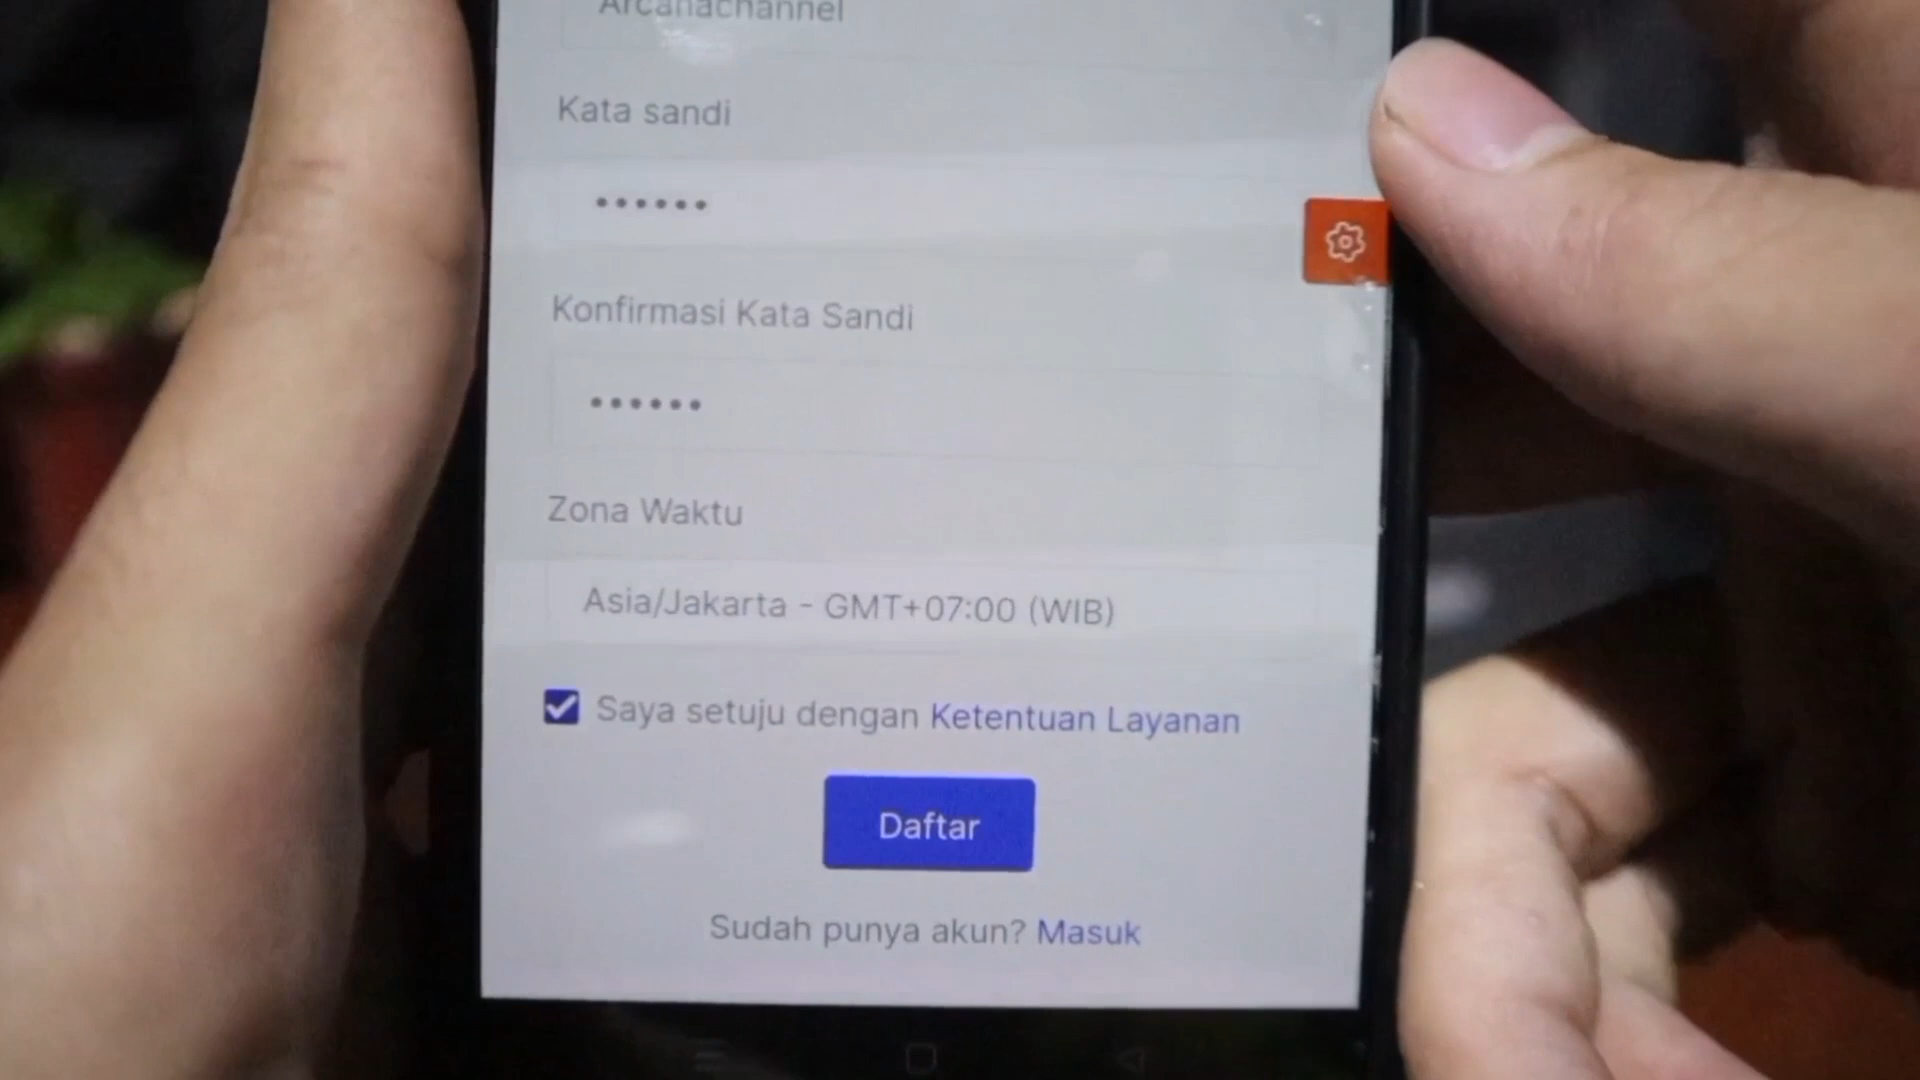 Arcanachannel
Kata sandi
••••••
Konfirmasi Kata Sandi
••••••
Zona Waktu
Asia/Jakarta - GMT+07:00 (WIB)
Saya setuju dengan Ketentuan Layanan
Daftar
Sudah punya akun? Masuk